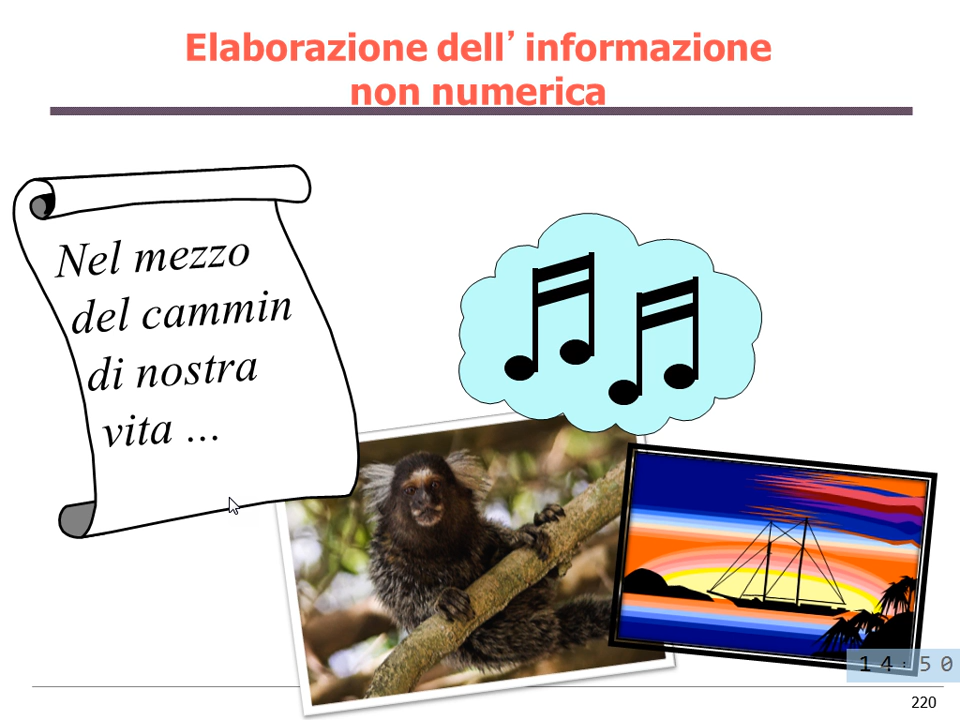 Elaborazione dell’ informazione
non numerica
Nel mezzo
del cammin
di nostra
vita ...
14:50
220